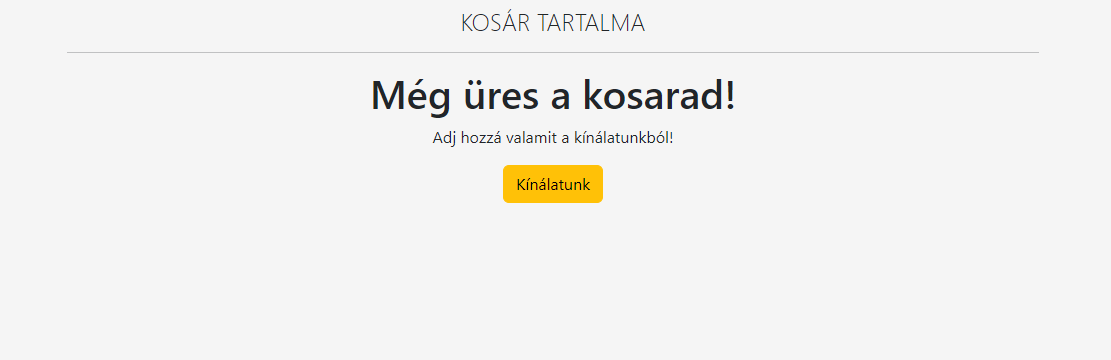 KOSÁR TARTALMA
Még üres a kosarad!
Adj hozzá valamit a kínálatunkból!
Kínálatunk